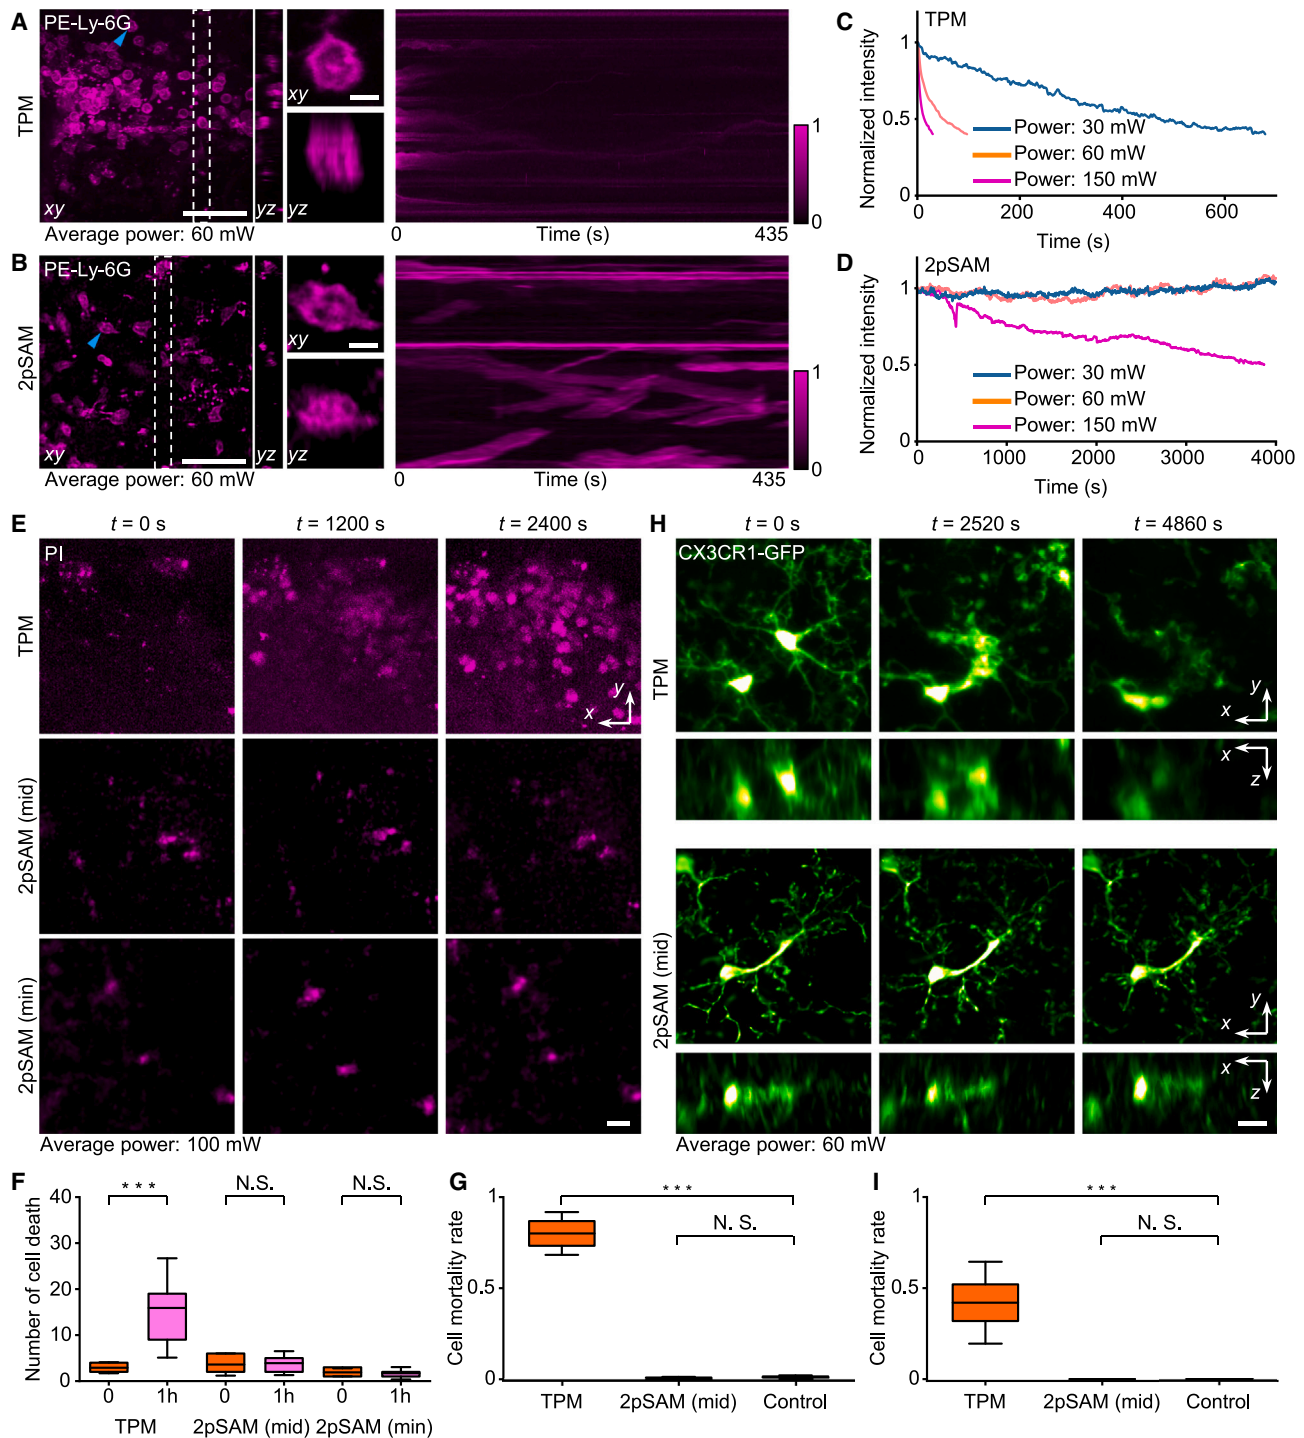 A
PE-Ly-6G
TPM
xy
yz
xy
yz
1
0
Average power: 60 mW
0
Time (s)
435
B
PE-Ly-6G
2pSAM
xy
yz
xy
yz
1
0
Average power: 60 mW
0
Time (s)
435
C
TPM
Normalized intensity
1
0.5
0
Power: 30 mW
Power: 60 mW
Power: 150 mW
0 200 400 600
Time (s)
D
2pSAM
Normalized intensity
1
0.5
0
Power: 30 mW
Power: 60 mW
Power: 150 mW
0 1000 2000 3000 4000
Time (s)
E
t = 0 s
t = 1200 s
t = 2400 s
PI
TPM
y
x
2pSAM (mid)
2pSAM (min)
Average power: 100 mW
H
t = 0 s
t = 2520 s
t = 4860 s
CX3CR1-GFP
TPM
y
x
x
z
2pSAM (mid)
y
x
x
z
Average power: 60 mW
F
Number of cell death
40
30
20
10
0
***
N.S.
N.S.
0 1h 0 1h 0 1h
TPM 2pSAM (mid) 2pSAM (min)
G
Cell mortality rate
1
0.5
0
***
N. S.
TPM 2pSAM (mid) Control
I
Cell mortality rate
1
0.5
0
***
N. S.
TPM 2pSAM (mid) Control